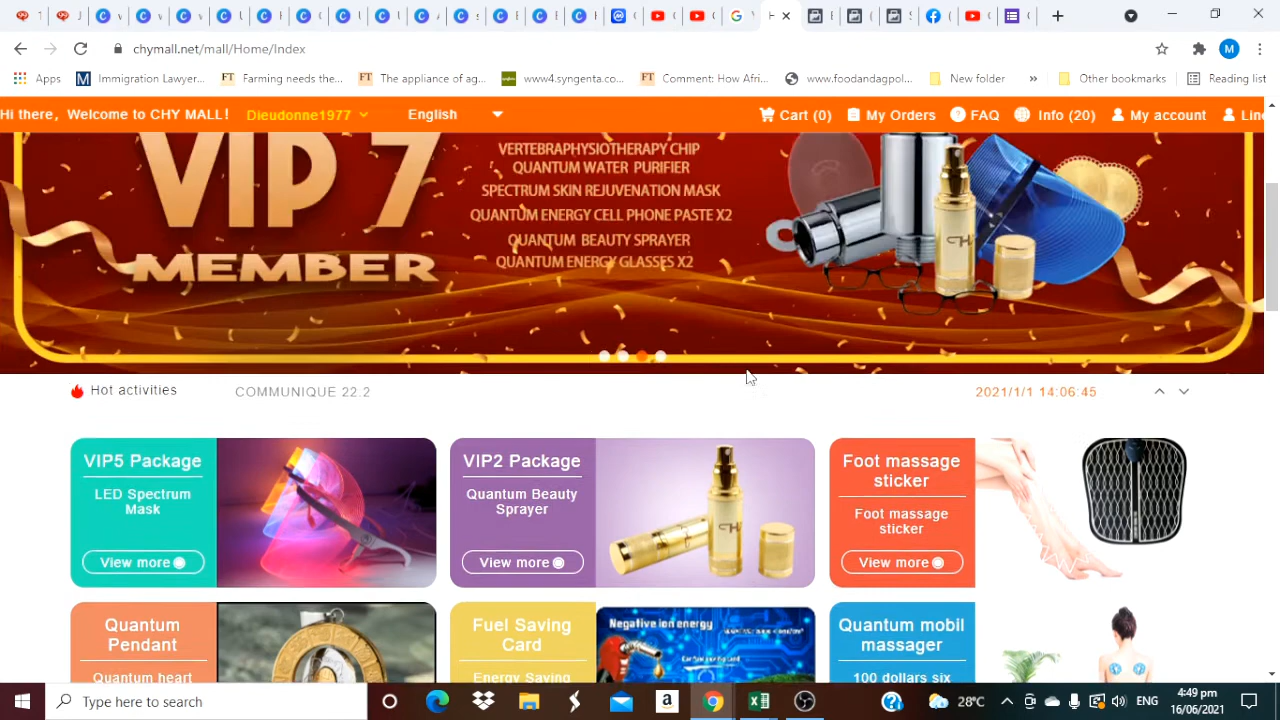 chymall.net/mall/Home/Index
M
Apps
Immigration Lawyer...
Farming needs the...
The appliance of ag...
www4.syngenta.co...
Comment: How Afri...
www.foodandagpol...
New folder
»
Other bookmarks
Reading list
Hi there, Welcome to CHY MALL!
Dieudonne1977
English
Cart (0)
My Orders
FAQ
Info (20)
My account
Line
VIP 7
MEMBER
VERTEBRAPHYSIOTHERAPY CHIP
QUANTUM WATER PURIFIER
SPECTRUM SKIN REJUVENATION MASK
QUANTUM ENERGY CELL PHONE PASTE X2
QUANTUM BEAUTY SPRAYER
QUANTUM ENERGY GLASSES X2
Hot activities
COMMUNIQUE 22.2
2021/1/1 14:06:45
VIP5 Package
LED Spectrum
Mask
View more
VIP2 Package
Quantum Beauty
Sprayer
View more
Foot massage
sticker
Foot massage
sticker
View more
Quantum
Pendant
Quantum heart
Fuel Saving
Card
Energy Saving
Negative ion energy
Quantum mobil
massager
100 dollars six
Type here to search
28°C
ENG
4:49 pm
16/06/2021